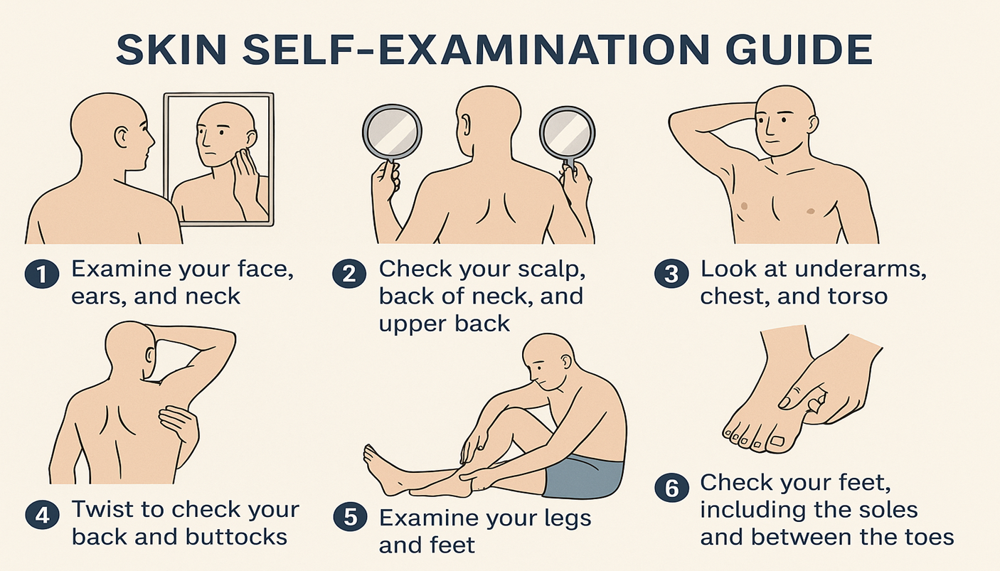 SKIN SELF-EXAMINATION GUIDE
1 Examine your face,
ears, and neck
2 Check your scalp,
back of neck, and
upper back
3 Look at underarms,
chest, and torso
4 Twist to check your
back and buttocks
5 Examine your legs
and feet
6 Check your feet,
including the soles
and between the toes